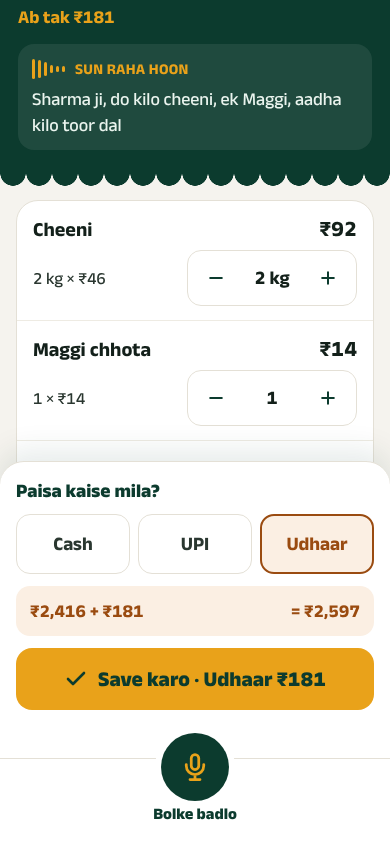 Ab tak ₹181
SUN RAHA HOON
Sharma ji, do kilo cheeni, ek Maggi, aadha
kilo toor dal
Cheeni ₹92
2 kg × ₹46 − 2 kg +
Maggi chhota ₹14
1 × ₹14 − 1 +
Paisa kaise mila?
Cash UPI Udhaar
₹2,416 + ₹181 = ₹2,597
Save karo · Udhaar ₹181
Bolke badlo